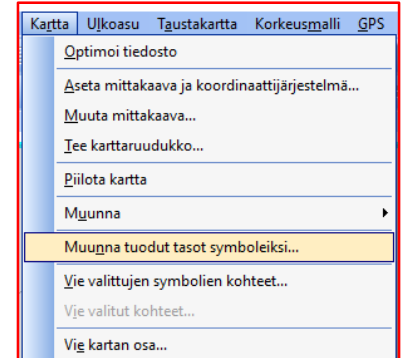 Kartta Ulkoasu Taustakartta Korkeusmalli GPS
Optimoi tiedosto
Aseta mittakaava ja koordinaattijärjestelmä...
Muuta mittakaava...
Tee karttaruudukko...
Piilota kartta
Muunna
Muunna tuodut tasot symboleiksi...
Vie valittujen symbolien kohteet...
Vie valitut kohteet...
Vie kartan osa...